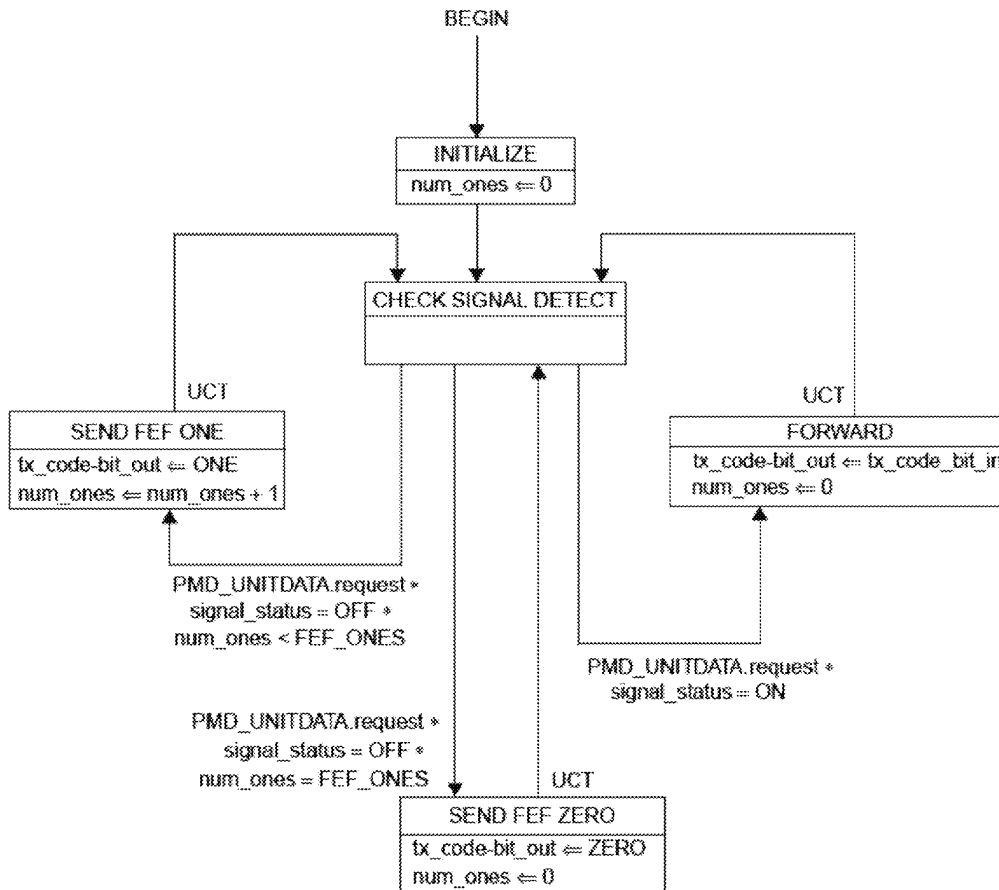 BEGIN
INITIALIZE
num_ones ⇐ 0
CHECK SIGNAL DETECT
UCT
SEND FEF ONE
tx_code-bit_out ⇐ ONE
num_ones ⇐ num_ones + 1
UCT
FORWARD
tx_code-bit_out ⇐ tx_code_bit_in
num_ones ⇐ 0
PMD_UNITDATA.request *
signal_status = OFF *
num_ones < FEF_ONES
PMD_UNITDATA.request *
signal_status = ON
PMD_UNITDATA.request *
signal_status = OFF *
num_ones = FEF_ONES
UCT
SEND FEF ZERO
tx_code-bit_out ⇐ ZERO
num_ones ⇐ 0